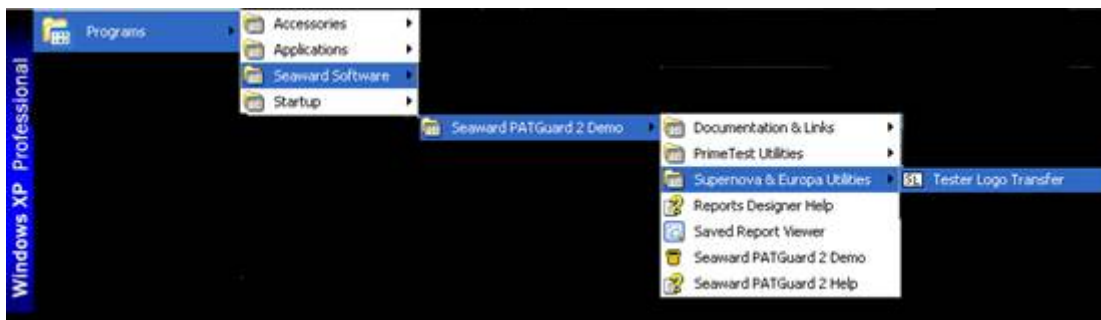 Windows XP Professional
Programs
Accessories
Applications
Seaward Software
Startup
Seaward PATGuard 2 Demo
Documentation & Links
PrimeTest Utilities
Supernova & Europa Utilities
Reports Designer Help
Saved Report Viewer
Seaward PATGuard 2 Demo
Seaward PATGuard 2 Help
SL Tester Logo Transfer